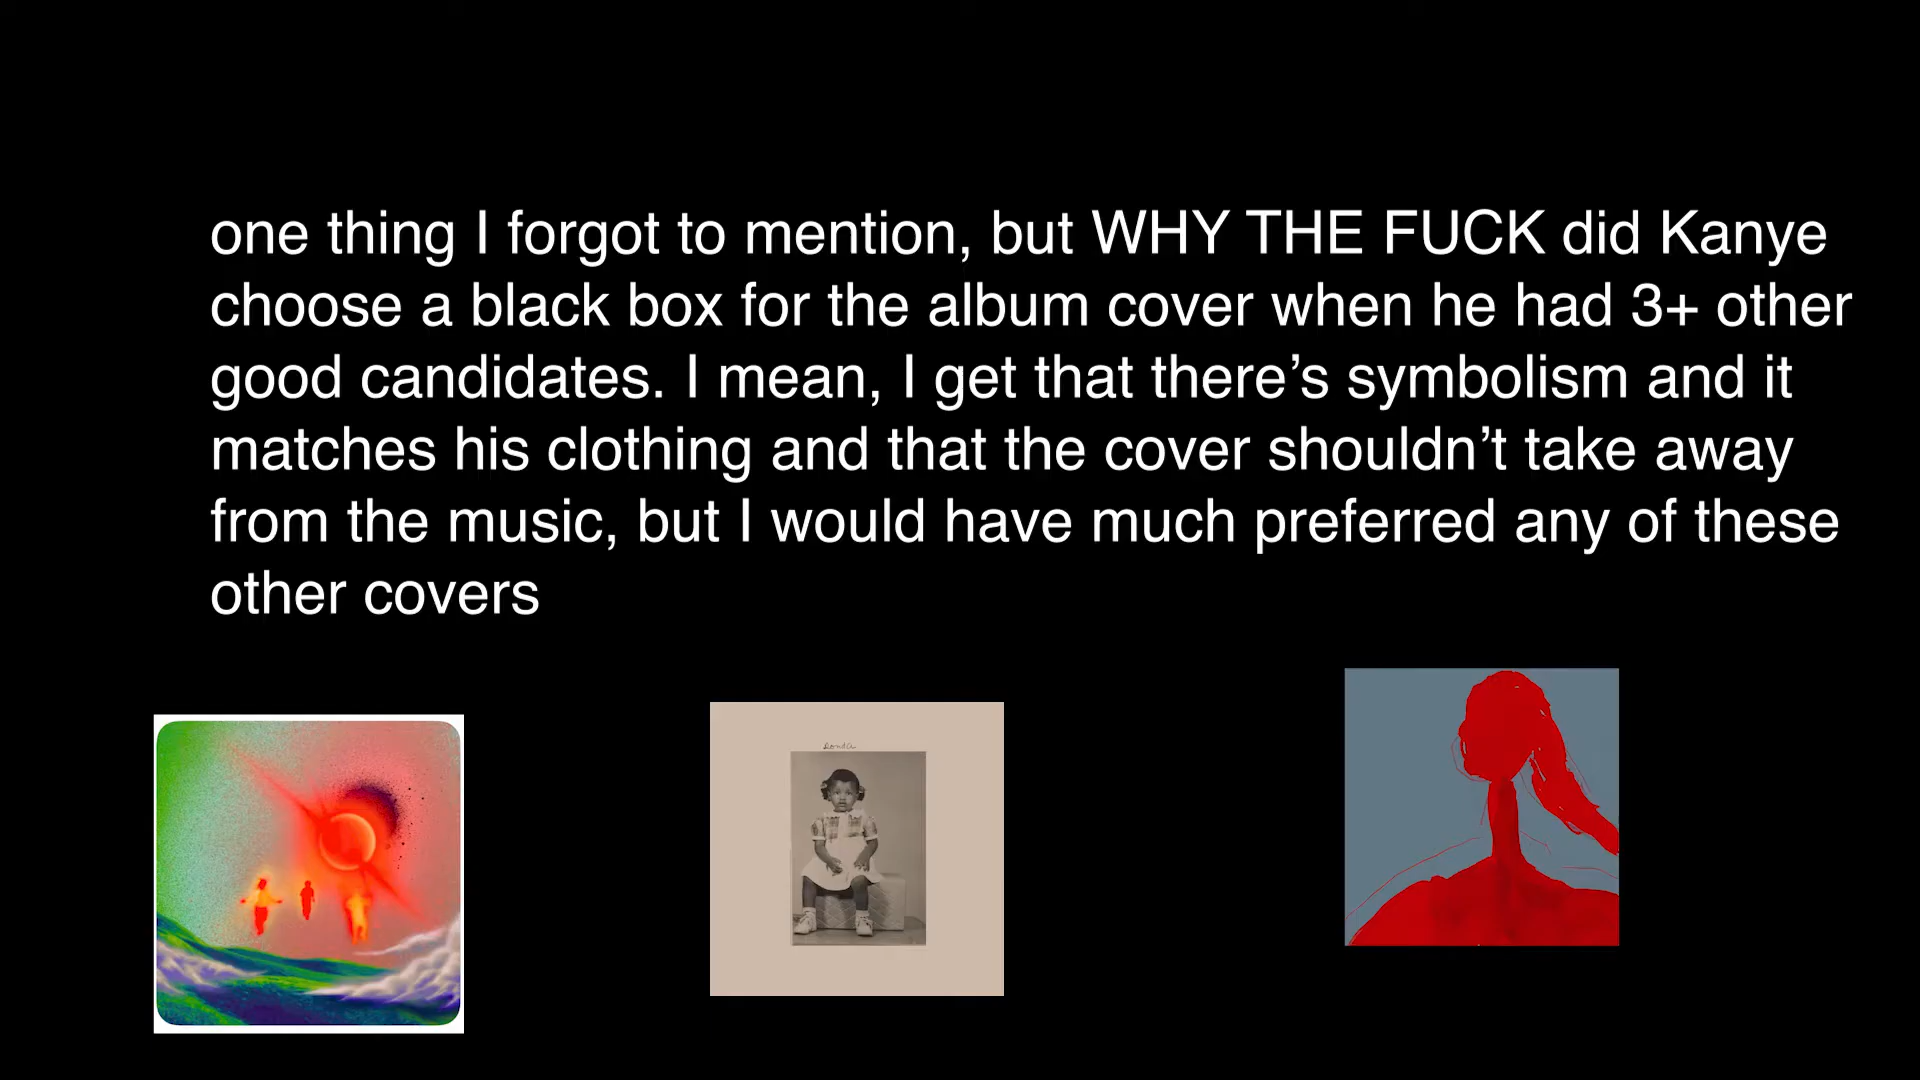 one thing I forgot to mention, but WHY THE FUCK did Kanye
choose a black box for the album cover when he had 3+ other
good candidates. I mean, I get that there’s symbolism and it
matches his clothing and that the cover shouldn’t take away
from the music, but I would have much preferred any of these
other covers
Donda